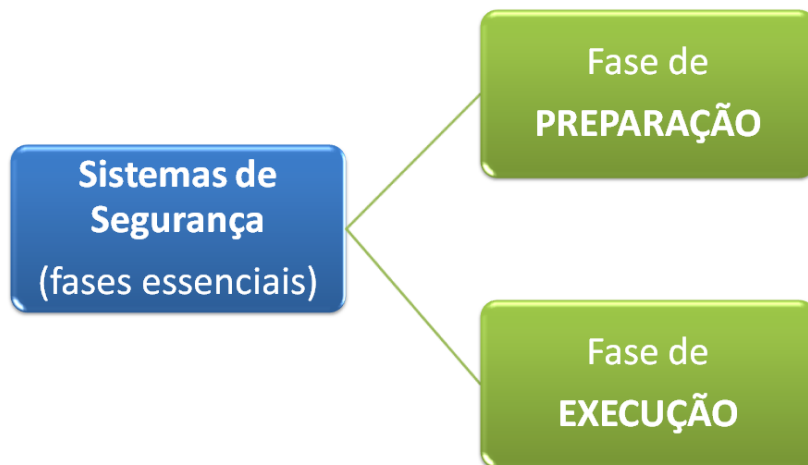 Sistemas de
Segurança
(fases essenciais)
Fase de
PREPARAÇÃO
Fase de
EXECUÇÃO